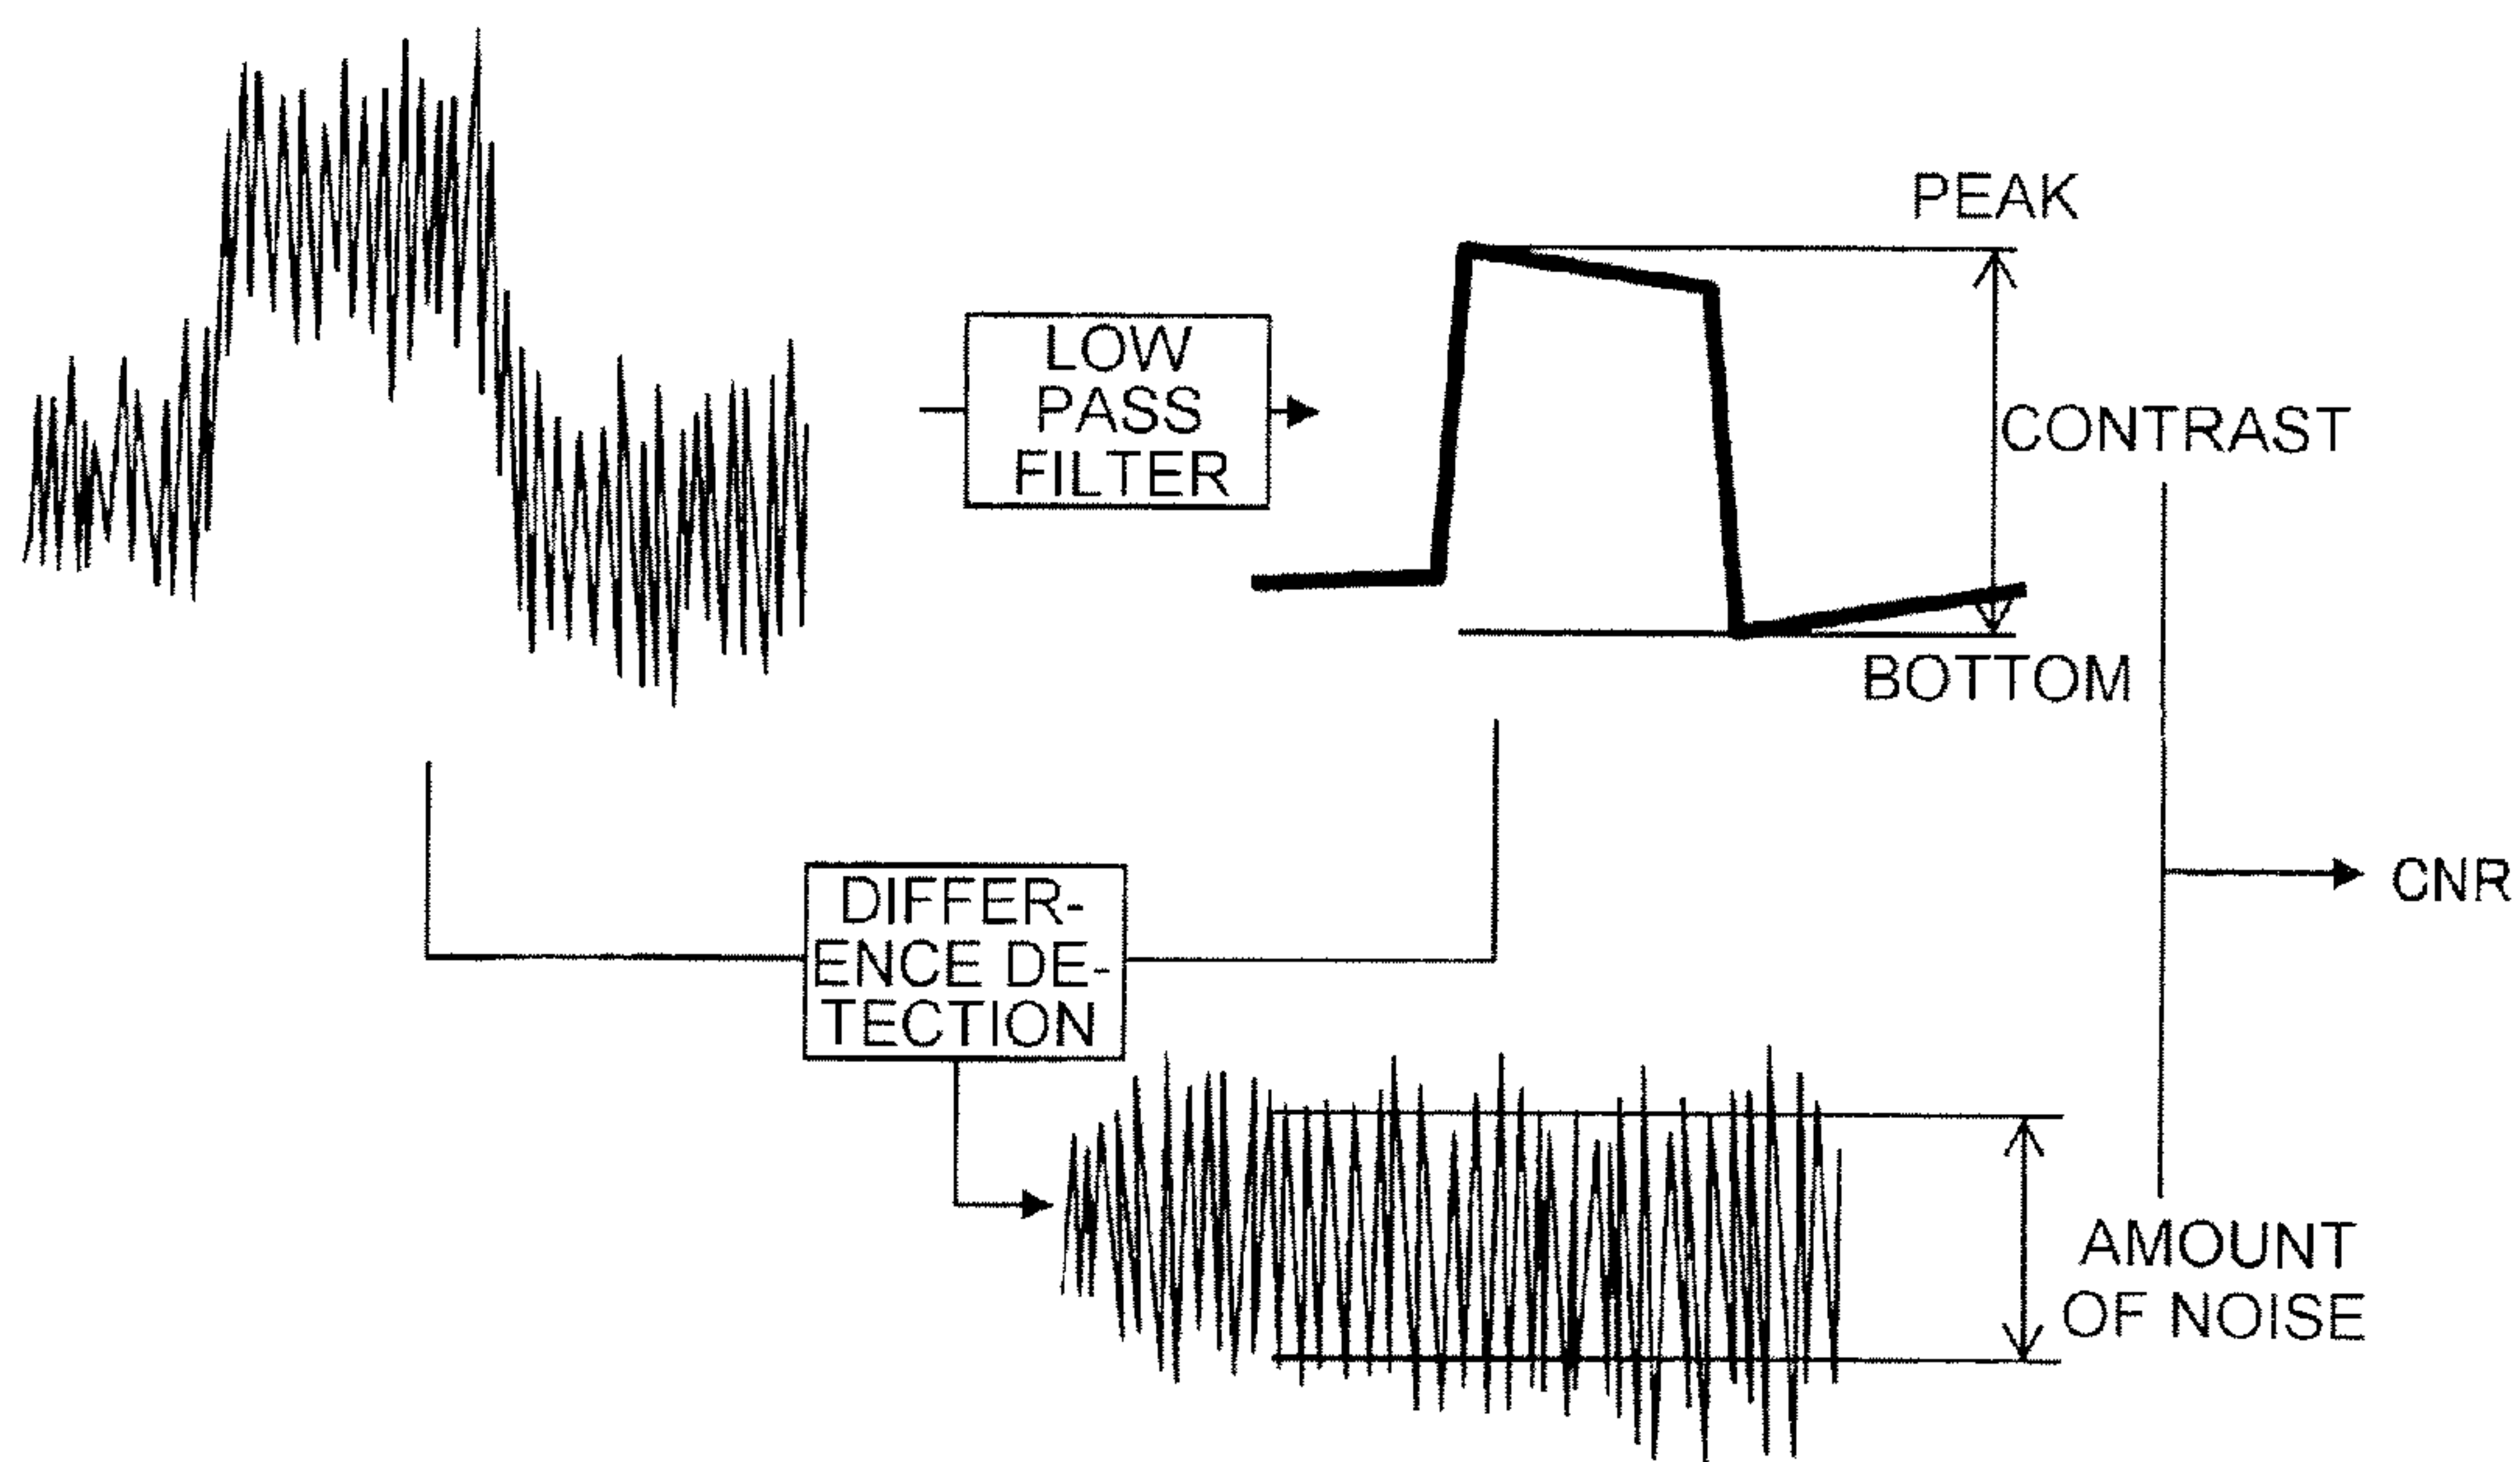 PEAK
LOW
PASS
FILTER
CONTRAST
BOTTOM
CNR
DIFFER-
ENCE DE-
TECTION
AMOUNT
OF NOISE